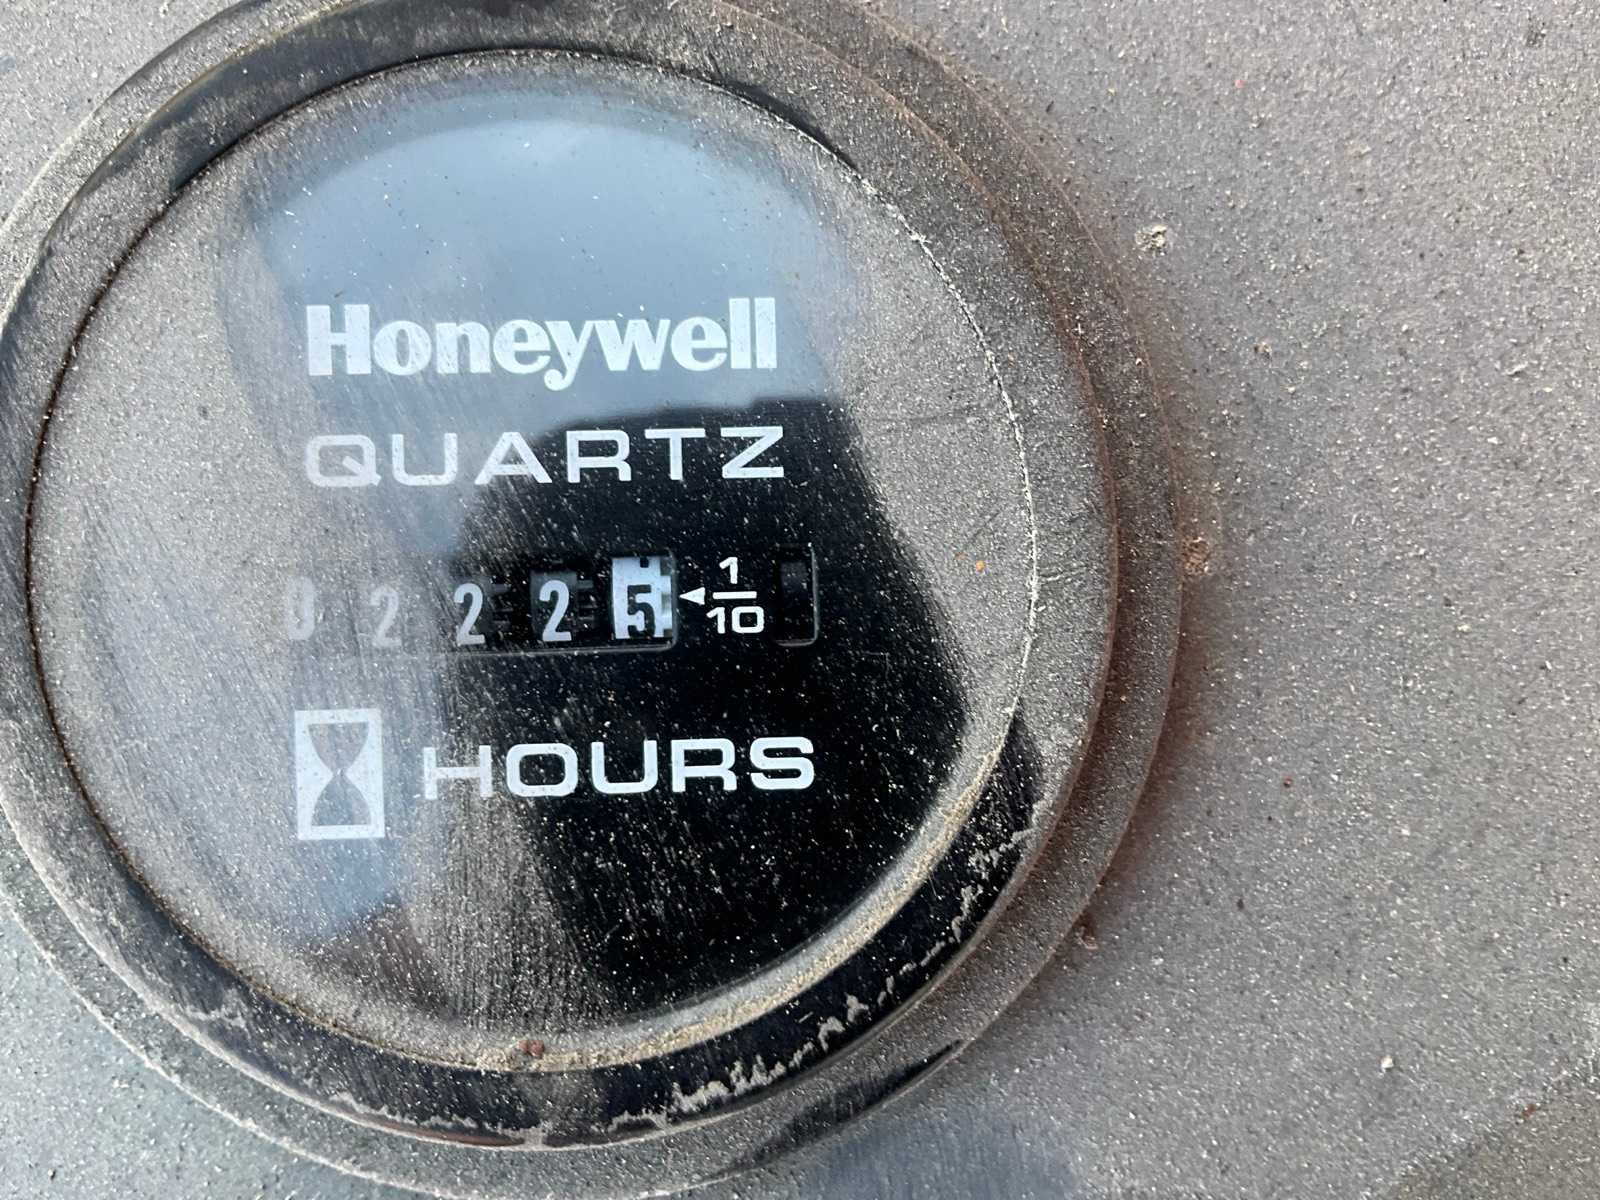 Honeywell
QUARTZ
0 2 2 2 5 ◄ 1/10
HOURS